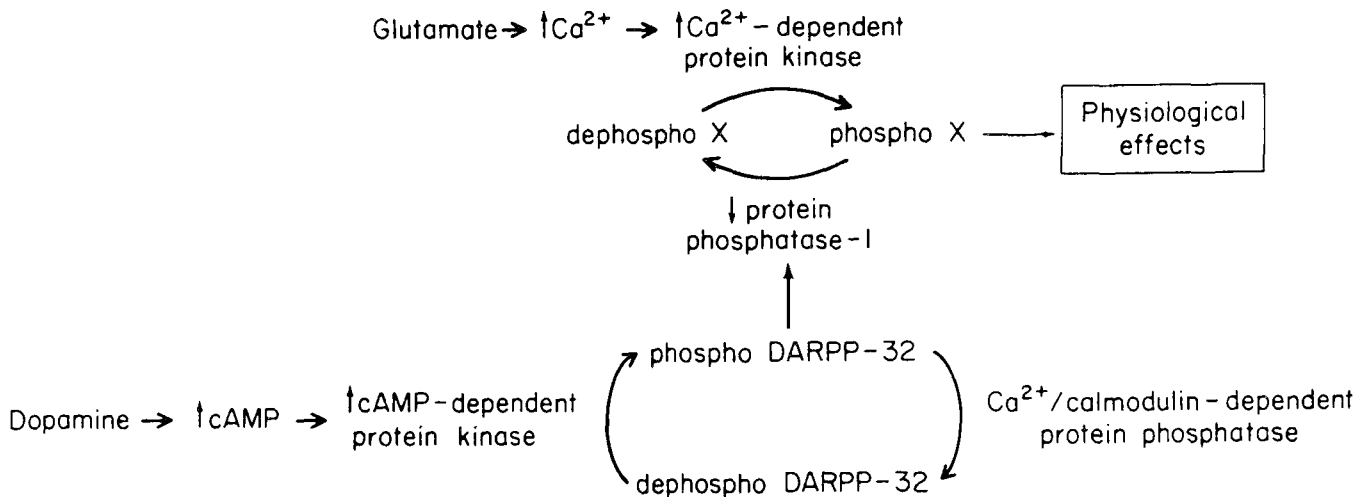 Glutamate → ↑Ca²⁺ → ↑Ca²⁺-dependent
protein kinase
dephospho X phospho X → Physiological
effects
↓ protein
phosphatase-1
phospho DARPP-32
Dopamine → ↑cAMP → ↑cAMP-dependent
protein kinase
Ca²⁺/calmodulin-dependent
protein phosphatase
dephospho DARPP-32